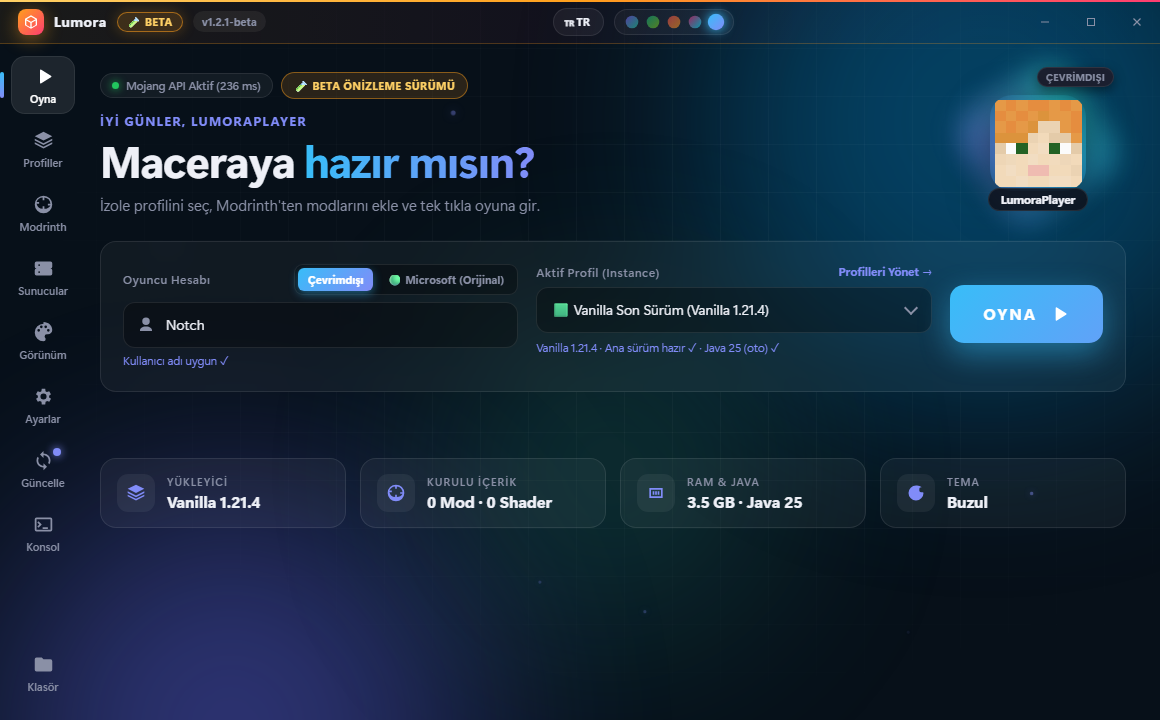 Lumora
BETA
v1.2.1-beta
TR TR
Oyna
Profiller
Modrinth
Sunucular
Görünüm
Ayarlar
Güncelle
Konsol
Klasör
Mojang API Aktif (236 ms)
BETA ÖNİZLEME SÜRÜMÜ
İYİ GÜNLER, LUMORAPLAYER
Maceraya hazır mısın?
İzole profilini seç, Modrinth'ten modlarını ekle ve tek tıkla oyuna gir.
ÇEVRİMDIŞI
LumoraPlayer
Oyuncu Hesabı
Çevrimdışı
Microsoft (Orijinal)
Notch
Kullanıcı adı uygun ✓
Aktif Profil (Instance)
Profilleri Yönet →
Vanilla Son Sürüm (Vanilla 1.21.4)
Vanilla 1.21.4 · Ana sürüm hazır ✓ · Java 25 (oto) ✓
OYNA
YÜKLEYİCİ
Vanilla 1.21.4
KURULU İÇERİK
0 Mod · 0 Shader
RAM & JAVA
3.5 GB · Java 25
TEMA
Buzul